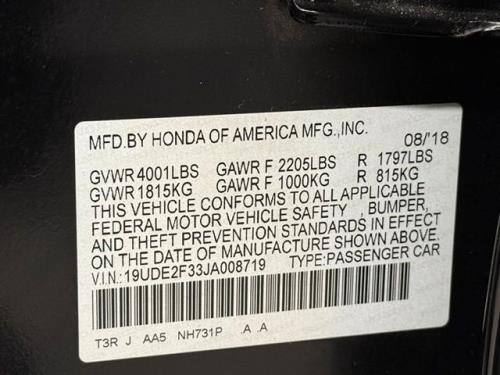 MFD.BY HONDA OF AMERICA MFG.,INC. 08/'18
GVWR 4001LBS GAWR F 2205LBS R 1797LBS
GVWR 1815KG GAWR F 1000KG R 815KG
THIS VEHICLE CONFORMS TO ALL APPLICABLE
FEDERAL MOTOR VEHICLE SAFETY , BUMPER,
AND THEFT PREVENTION STANDARDS IN EFFECT
ON THE DATE OF MANUFACTURE SHOWN ABOVE.
V.I.N.:19UDE2F33JA008719 TYPE:PASSENGER CAR
T3R J AA5 NH731P .A .A